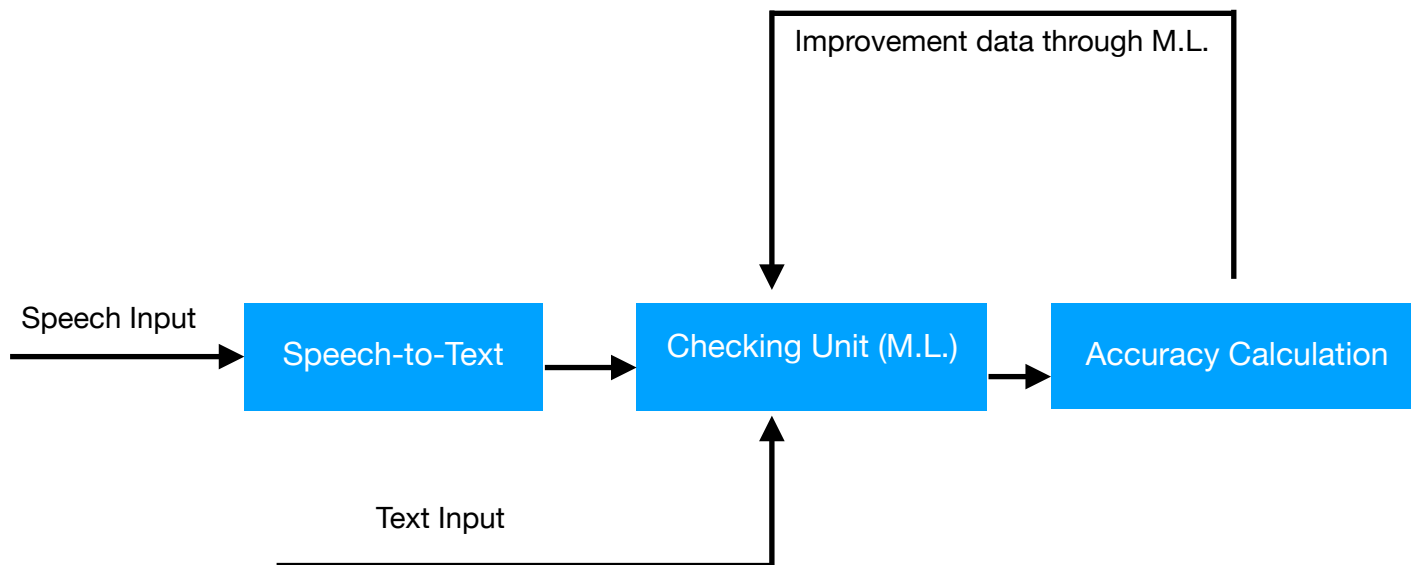 Improvement data through M.L.
Speech Input
Speech-to-Text
Checking Unit (M.L.)
Accuracy Calculation
Text Input